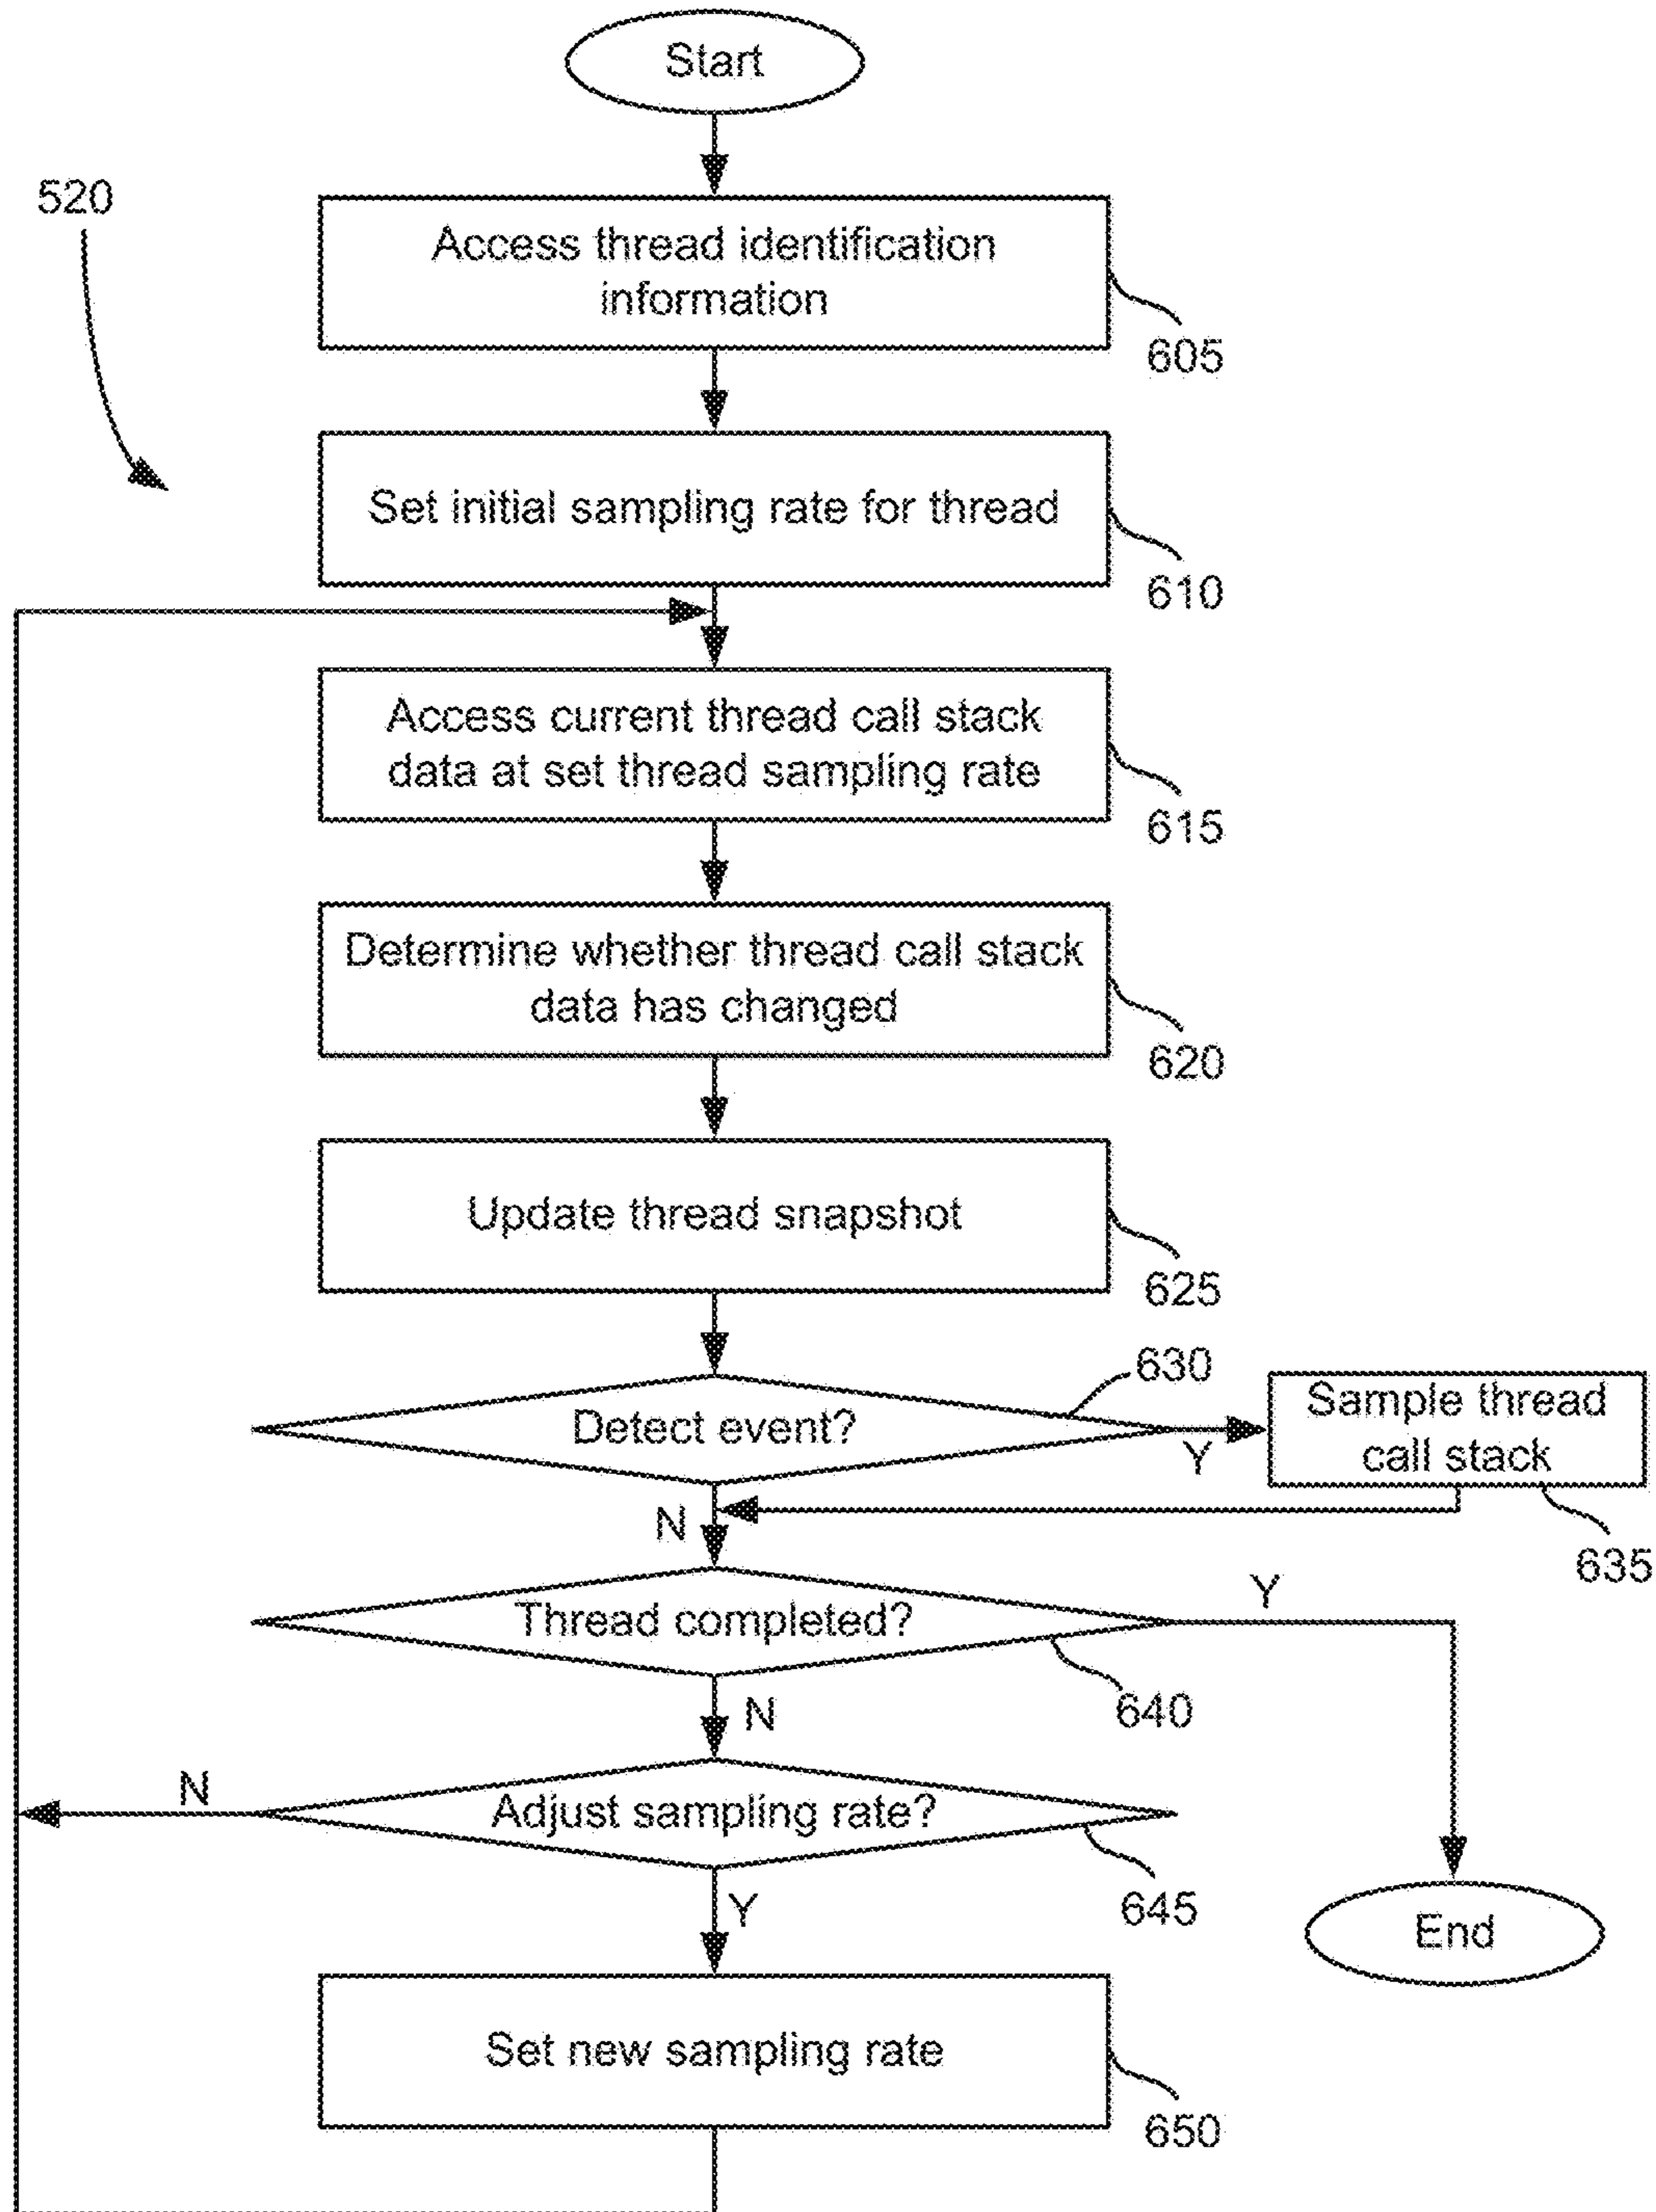 Start
520
Access thread identification
information
605
Set initial sampling rate for thread
610
Access current thread call stack
data at set thread sampling rate
615
Determine whether thread call stack
data has changed
620
Update thread snapshot
625
630
Detect event?
Y
Sample thread
call stack
635
N
Thread completed?
Y
640
N
Adjust sampling rate?
N
645
Y
End
Set new sampling rate
650